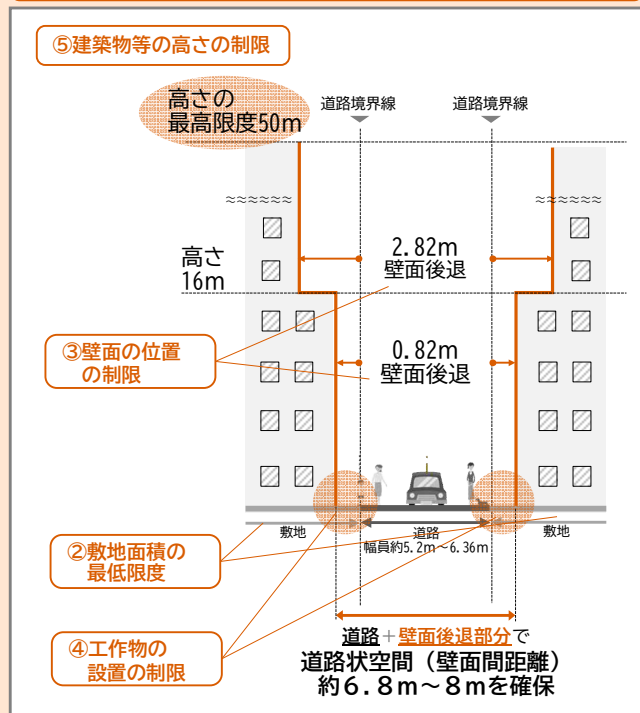 ⑤建築物等の高さの制限
高さの
最高限度50m
道路境界線
道路境界線
高さ
16m
2.82m
壁面後退
③壁面の位置
の制限
0.82m
壁面後退
敷地
道路
幅員約5.2m～6.36m
敷地
②敷地面積の
最低限度
④工作物の
設置の制限
道路＋壁面後退部分で
道路状空間（壁面間距離）
約６.８ｍ～８ｍを確保